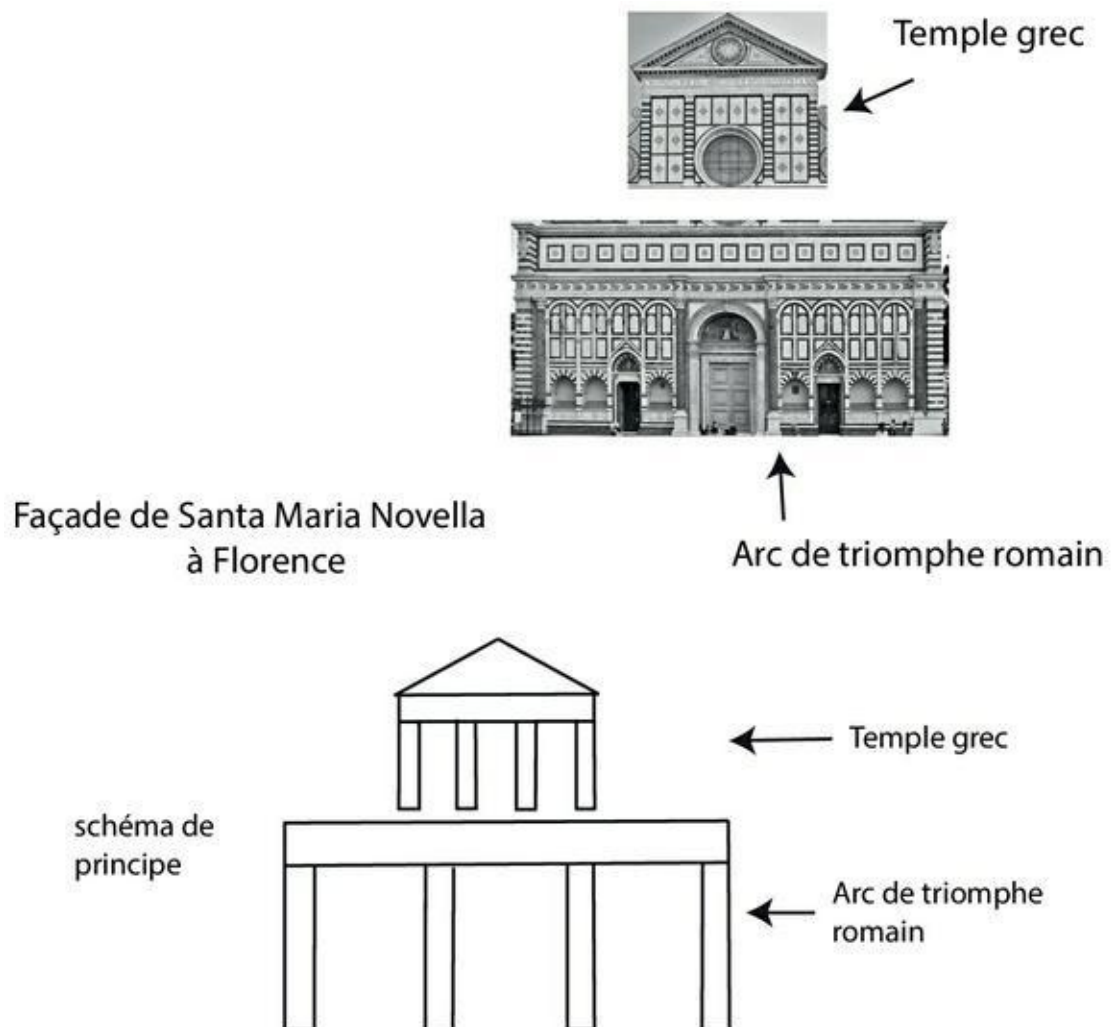 Temple grec
Arc de triomphe romain
Façade de Santa Maria Novella
à Florence
Temple grec
schéma de
principe
Arc de triomphe
romain